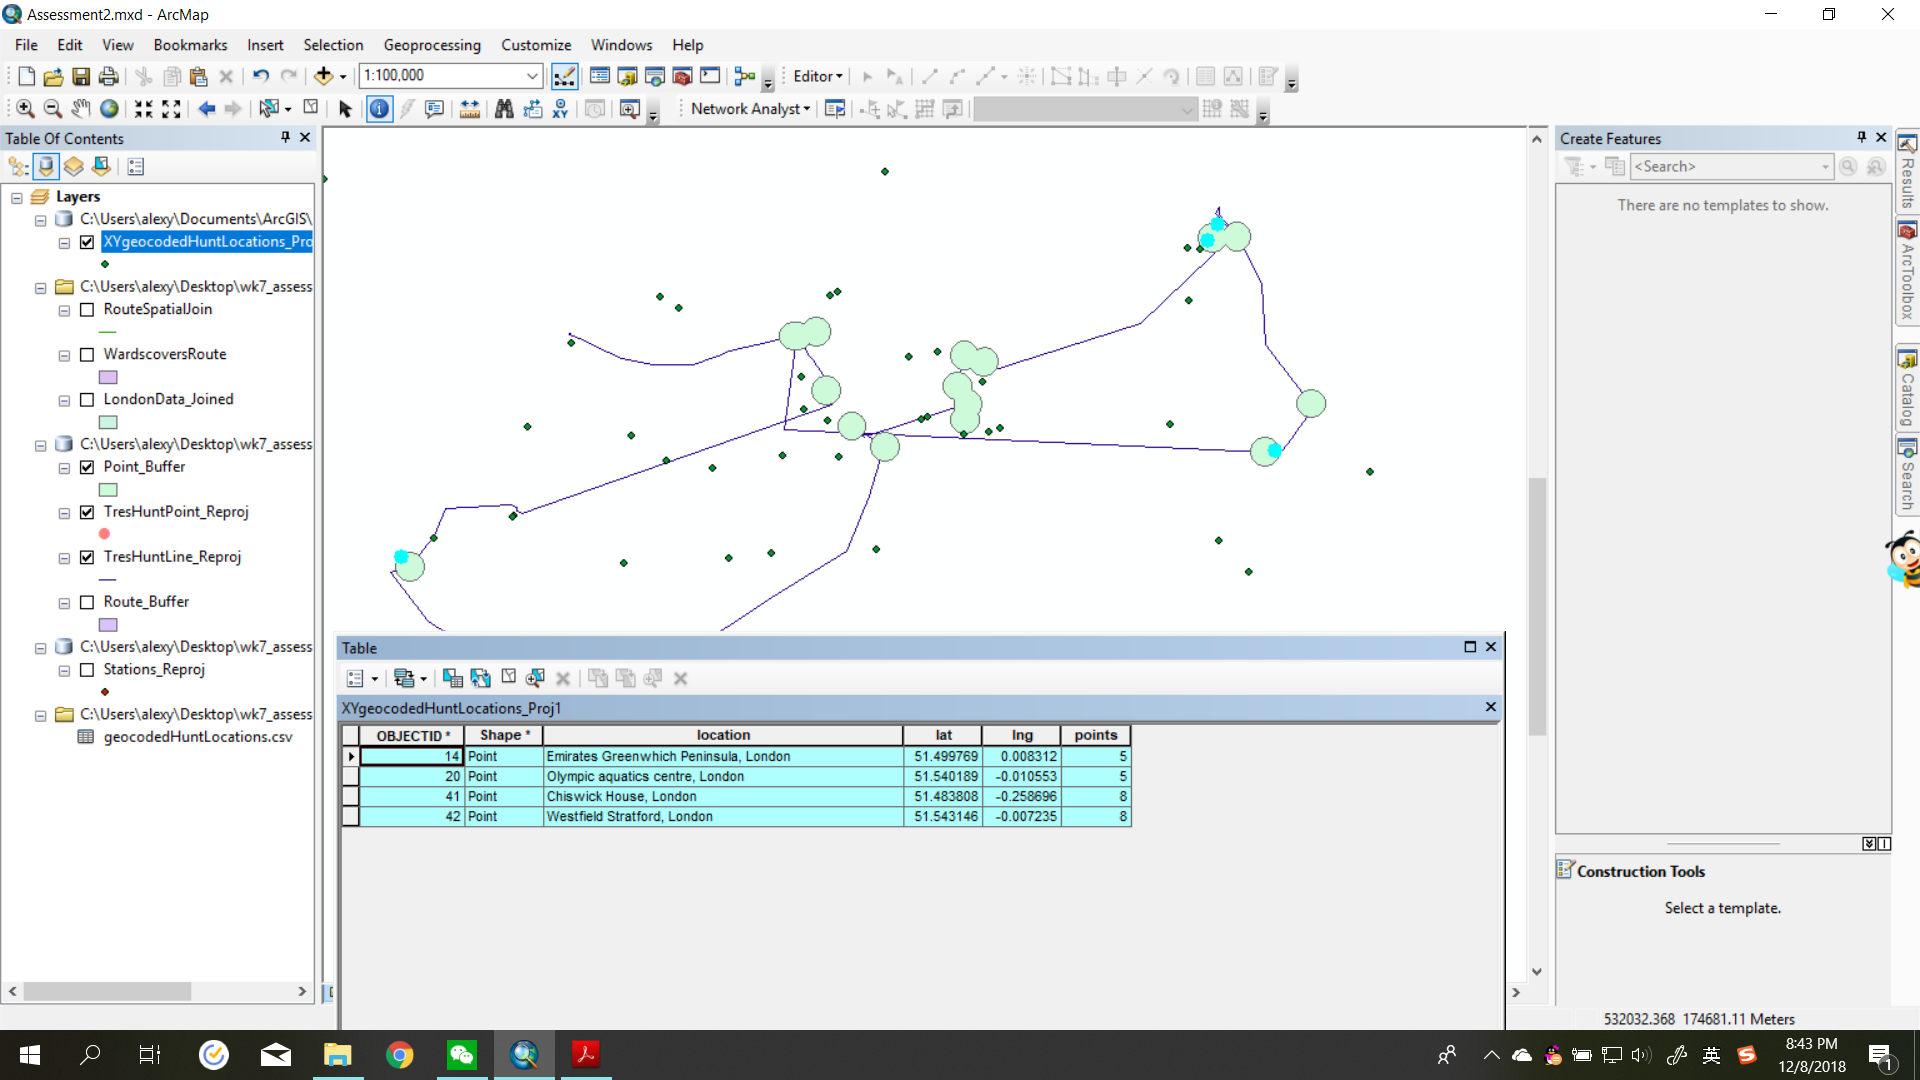 Assessment2.mxd - ArcMap
File Edit View Bookmarks Insert Selection Geoprocessing Customize Windows Help
1:100,000
Editor
Network Analyst
Table Of Contents
Layers
C:\Users\alexy\Documents\ArcGIS\
XYgeocodedHuntLocations_Pro
C:\Users\alexy\Desktop\wk7_assess
RouteSpatialJoin
WardscoversRoute
LondonData_Joined
C:\Users\alexy\Desktop\wk7_assess
Point_Buffer
TresHuntPoint_Reproj
TresHuntLine_Reproj
Route_Buffer
C:\Users\alexy\Desktop\wk7_assess
Stations_Reproj
C:\Users\alexy\Desktop\wk7_assess
geocodedHuntLocations.csv
Table
XYgeocodedHuntLocations_Proj1
OBJECTID * Shape * location lat lng points
14 Point Emirates Greenwhich Peninsula, London 51.499769 0.008312 5
20 Point Olympic aquatics centre, London 51.540189 -0.010553 5
41 Point Chiswick House, London 51.483808 -0.258696 8
42 Point Westfield Stratford, London 51.543146 -0.007235 8
Create Features
<Search>
There are no templates to show.
Construction Tools
Select a template.
Results
ArcToolbox
Catalog
Search
532032.368 174681.11 Meters
英
8:43 PM
12/8/2018
1